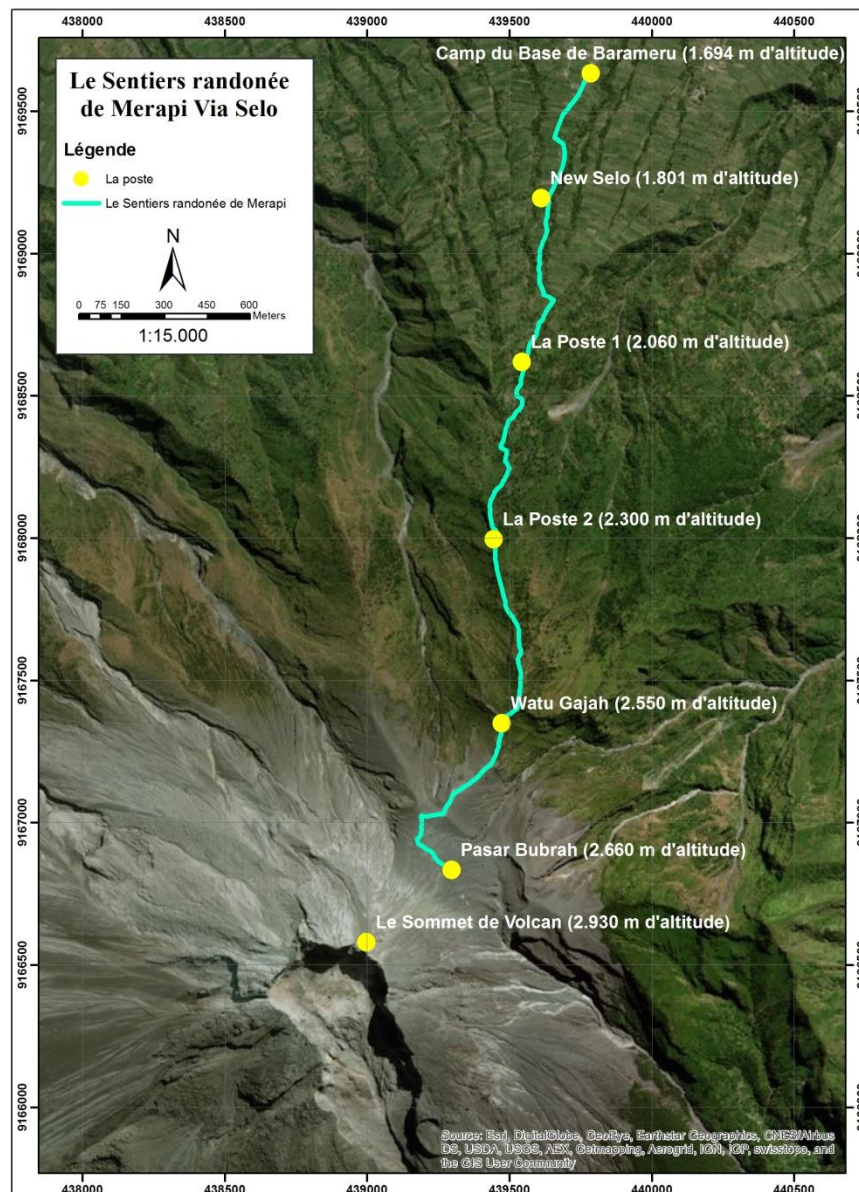 438000 438500 439000 439500 440000 440500
Camp du Base de Barameru (1.694 m d'altitude)
Le Sentiers randonée
de Merapi Via Selo
Légende
La poste
Le Sentiers randonée de Merapi
N
0 75 150 300 450 600
Meters
1:15.000
New Selo (1.801 m d'altitude)
La Poste 1 (2.060 m d'altitude)
La Poste 2 (2.300 m d'altitude)
Watu Gajah (2.550 m d'altitude)
Pasar Bubrah (2.660 m d'altitude)
Le Sommet de Volcan (2.930 m d'altitude)
9169500
9169000
9168500
9168000
9167500
9167000
9166500
9166000
Source: Esri, DigitalGlobe, GeoEye, Earthstar Geographics, CNES/Airbus
DS, USDA, USGS, AEX, Getmapping, Aerogrid, IGN, IGP, swisstopo, and
the GIS User Community
438000 438500 439000 439500 440000 440500